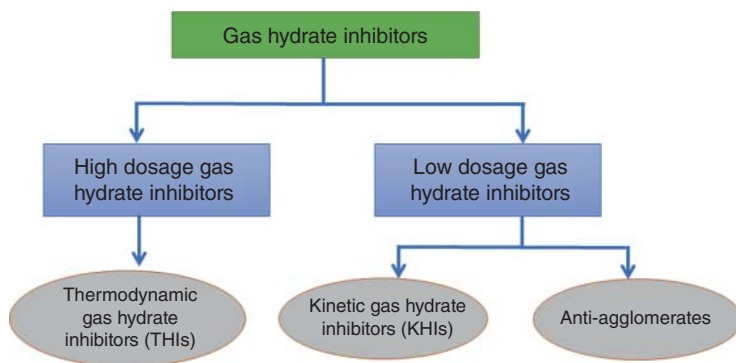 Gas hydrate inhibitors
High dosage gas
hydrate inhibitors
Low dosage gas
hydrate inhibitors
Thermodynamic
gas hydrate
inhibitors (THIs)
Kinetic gas hydrate
inhibitors (KHIs)
Anti-agglomerates